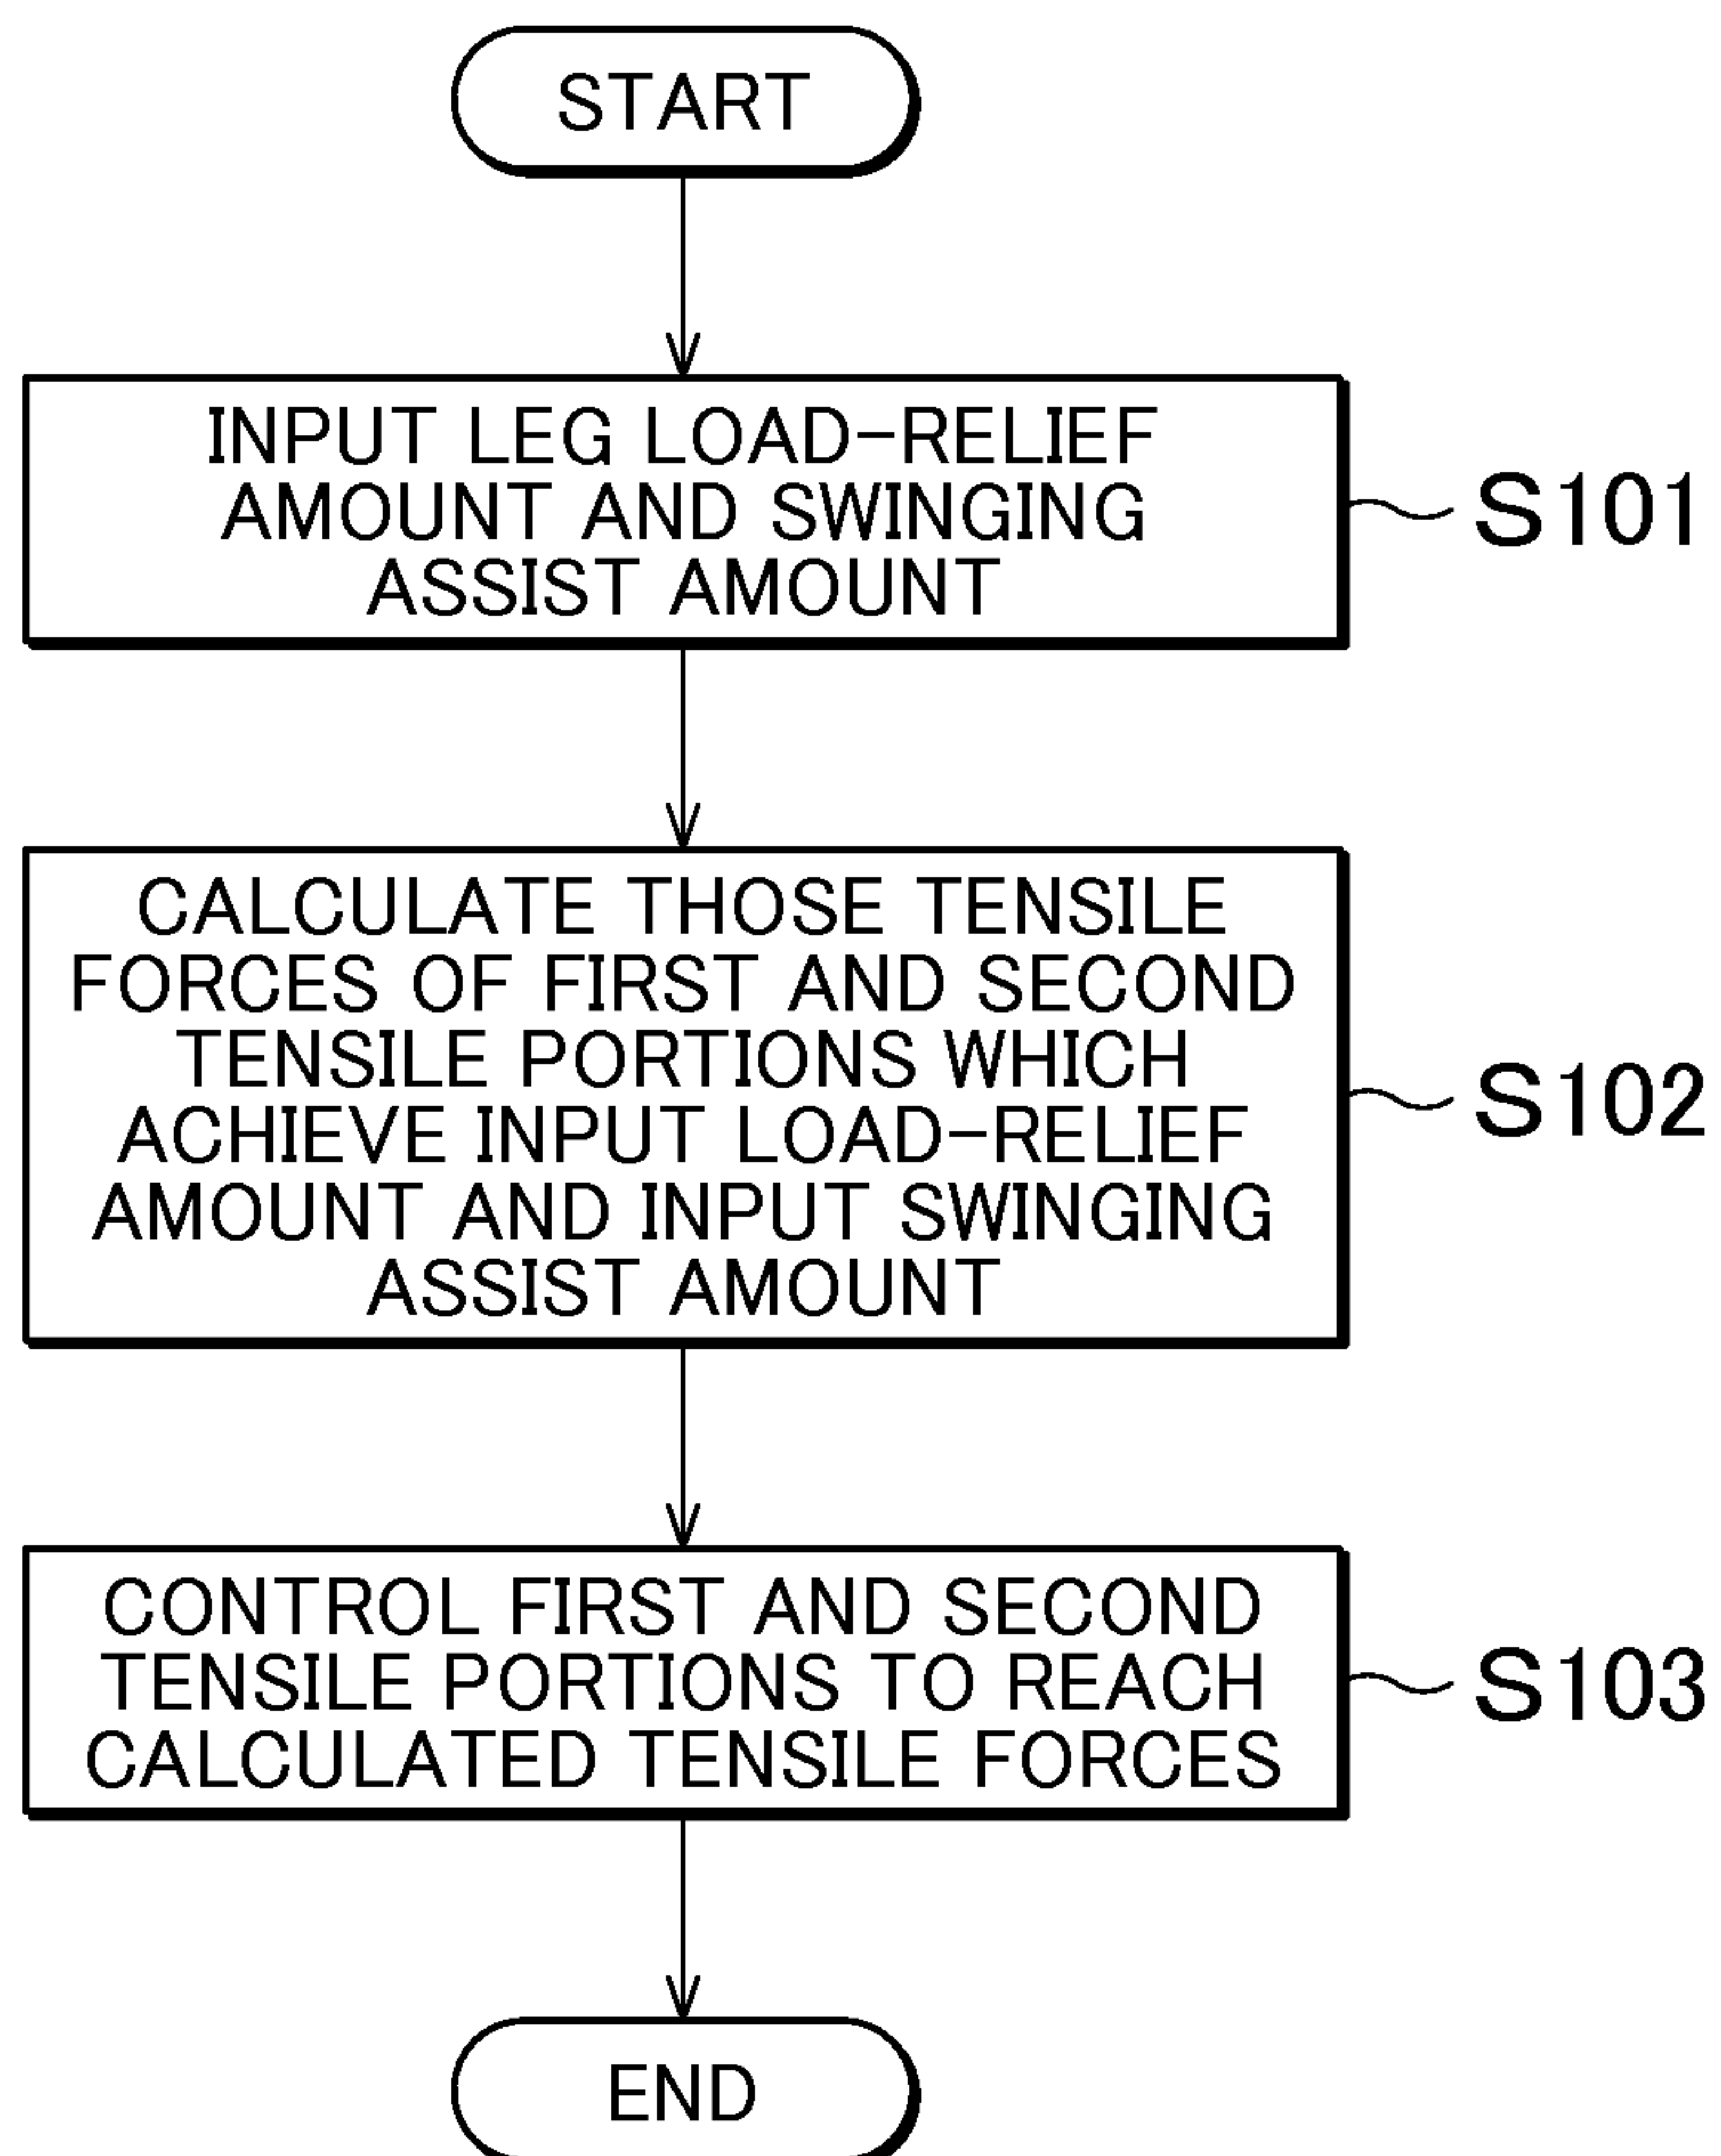 START
INPUT LEG LOAD-RELIEF
AMOUNT AND SWINGING
ASSIST AMOUNT
S101
CALCULATE THOSE TENSILE
FORCES OF FIRST AND SECOND
TENSILE PORTIONS WHICH
ACHIEVE INPUT LOAD-RELIEF
AMOUNT AND INPUT SWINGING
ASSIST AMOUNT
S102
CONTROL FIRST AND SECOND
TENSILE PORTIONS TO REACH
CALCULATED TENSILE FORCES
S103
END